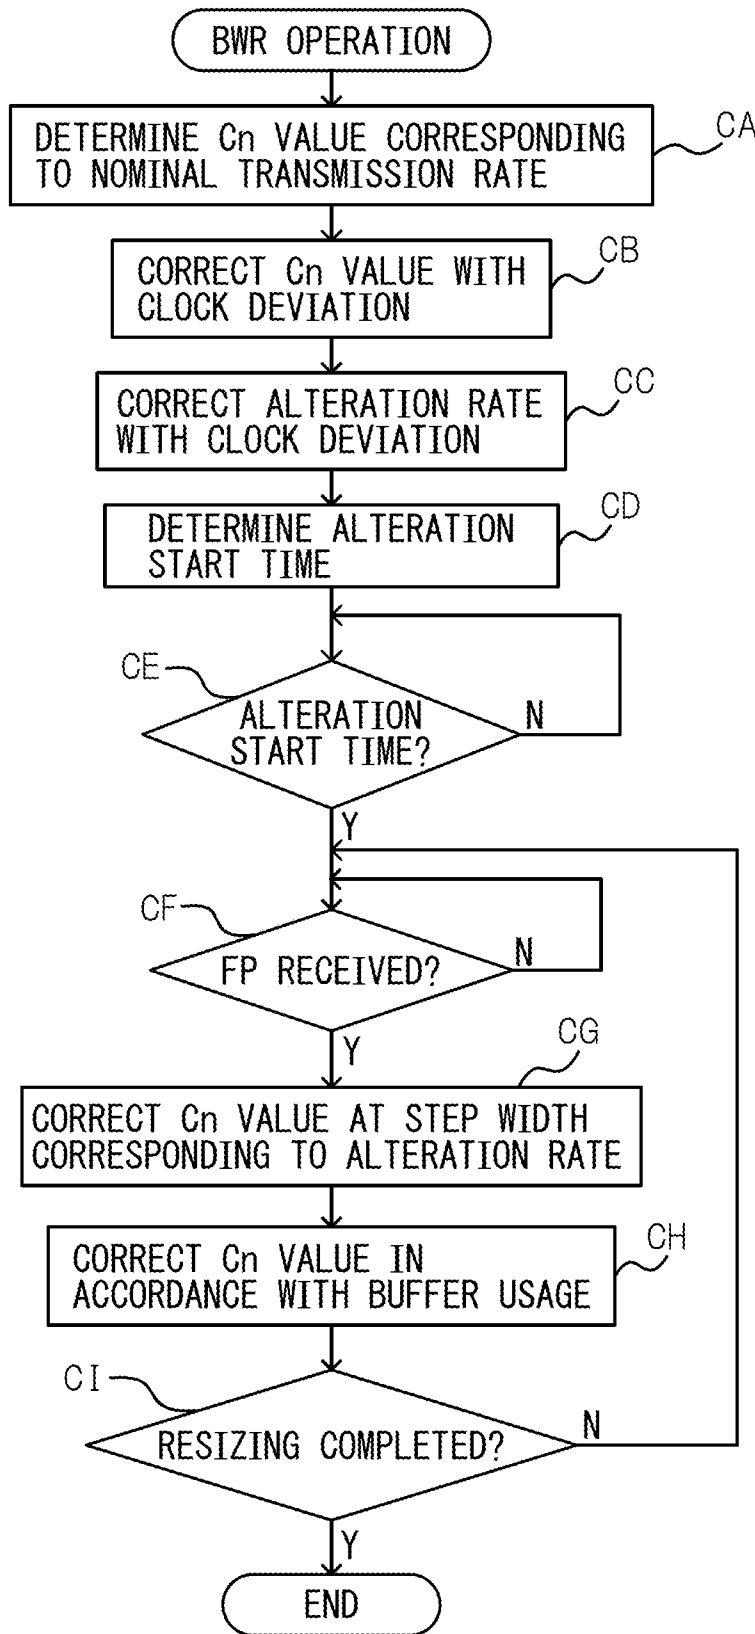 BWR OPERATION
DETERMINE Cn VALUE CORRESPONDING
TO NOMINAL TRANSMISSION RATE
CA
CORRECT Cn VALUE WITH
CLOCK DEVIATION
CB
CORRECT ALTERATION RATE
WITH CLOCK DEVIATION
CC
DETERMINE ALTERATION
START TIME
CD
CE
ALTERATION
START TIME?
N
Y
CF
FP RECEIVED?
N
Y
CG
CORRECT Cn VALUE AT STEP WIDTH
CORRESPONDING TO ALTERATION RATE
CORRECT Cn VALUE IN
ACCORDANCE WITH BUFFER USAGE
CH
CI
RESIZING COMPLETED?
N
Y
END